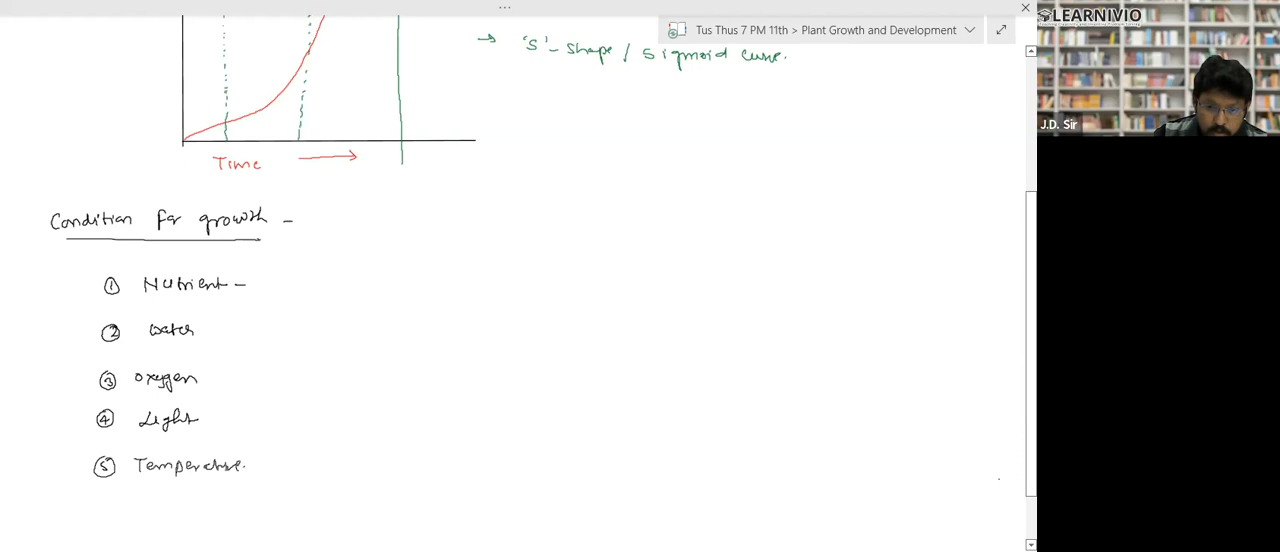 LEARNIVIO
Tus Thus 7 PM 11th > Plant Growth and Development
→ 'S' - Shape / Sigmoid curve.
J.D. Sir
Time →
Condition for growth -
① Nutrient -
② Water
③ Oxygen
④ Light
⑤ Temperature.